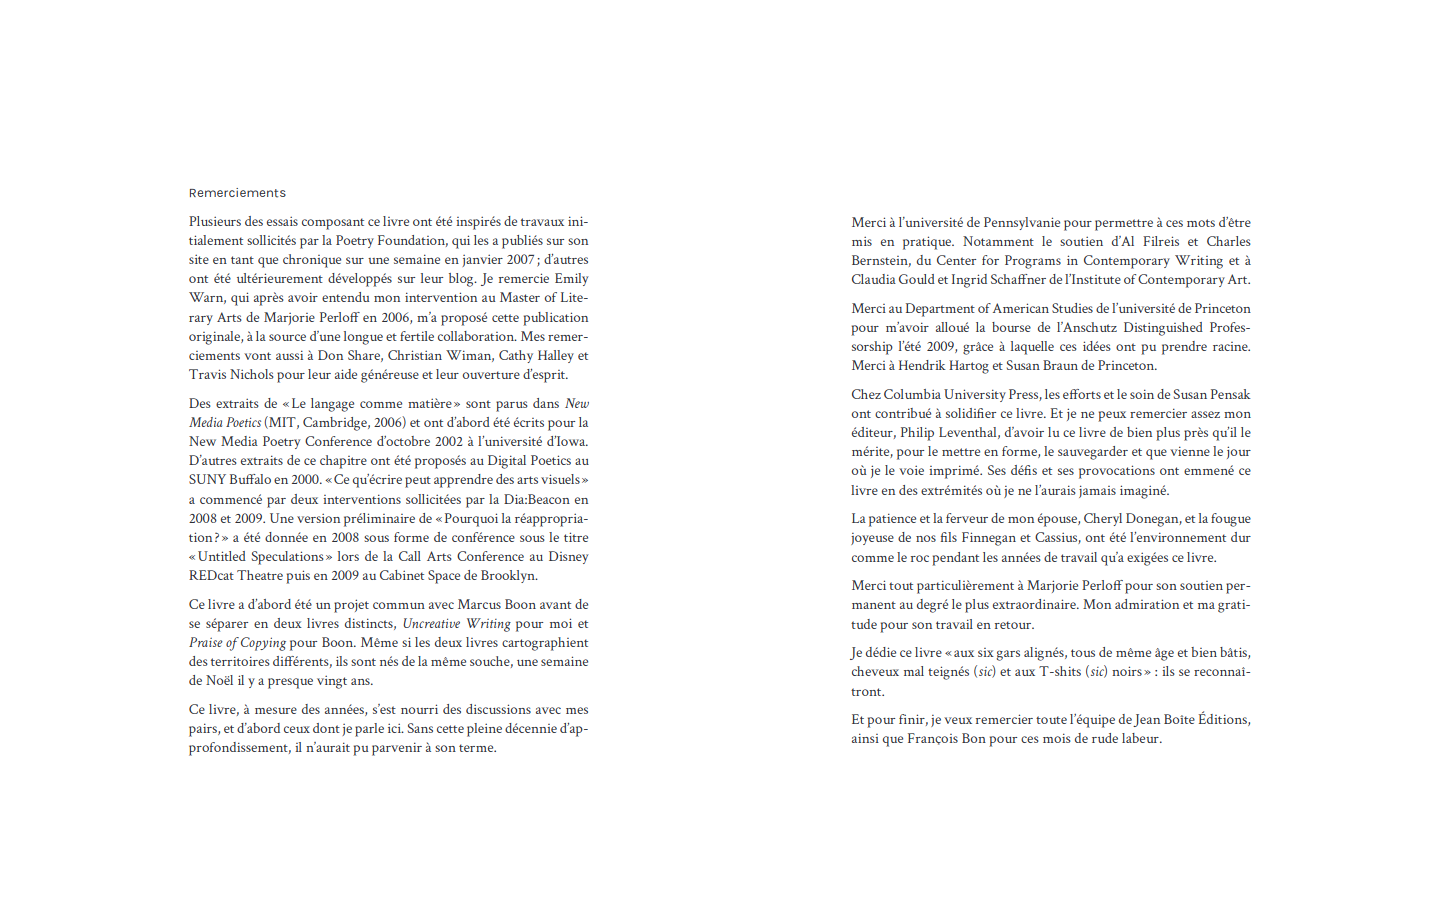 Remerciements
Plusieurs des essais composant ce livre ont été inspirés de travaux ini-
tialement sollicités par la Poetry Foundation, qui les a publiés sur son
site en tant que chronique sur une semaine en janvier 2007 ; d’autres
ont été ultérieurement développés sur leur blog. Je remercie Emily
Warn, qui après avoir entendu mon intervention au Master of Lite-
rary Arts de Marjorie Perloff en 2006, m’a proposé cette publication
originale, à la source d’une longue et fertile collaboration. Mes remer-
ciements vont aussi à Don Share, Christian Wiman, Cathy Halley et
Travis Nichols pour leur aide généreuse et leur ouverture d’esprit.
Des extraits de « Le langage comme matière » sont parus dans New
Media Poetics (MIT, Cambridge, 2006) et ont d’abord été écrits pour la
New Media Poetry Conference d’octobre 2002 à l’université d’Iowa.
D’autres extraits de ce chapitre ont été proposés au Digital Poetics au
SUNY Buffalo en 2000. « Ce qu’écrire peut apprendre des arts visuels »
a commencé par deux interventions sollicitées par la Dia:Beacon en
2008 et 2009. Une version préliminaire de « Pourquoi la réappropria-
tion ? » a été donnée en 2008 sous forme de conférence sous le titre
« Untitled Speculations » lors de la Call Arts Conference au Disney
REDcat Theatre puis en 2009 au Cabinet Space de Brooklyn.
Ce livre a d’abord été un projet commun avec Marcus Boon avant de
se séparer en deux livres distincts, Uncreative Writing pour moi et
Praise of Copying pour Boon. Même si les deux livres cartographient
des territoires différents, ils sont nés de la même souche, une semaine
de Noël il y a presque vingt ans.
Ce livre, à mesure des années, s’est nourri des discussions avec mes
pairs, et d’abord ceux dont je parle ici. Sans cette pleine décennie d’ap-
profondissement, il n’aurait pu parvenir à son terme.
Merci à l’université de Pennsylvanie pour permettre à ces mots d’être
mis en pratique. Notamment le soutien d’Al Filreis et Charles
Bernstein, du Center for Programs in Contemporary Writing et à
Claudia Gould et Ingrid Schaffner de l’Institute of Contemporary Art.
Merci au Department of American Studies de l’université de Princeton
pour m’avoir alloué la bourse de l’Anschutz Distinguished Profes-
sorship l’été 2009, grâce à laquelle ces idées ont pu prendre racine.
Merci à Hendrik Hartog et Susan Braun de Princeton.
Chez Columbia University Press, les efforts et le soin de Susan Pensak
ont contribué à solidifier ce livre. Et je ne peux remercier assez mon
éditeur, Philip Leventhal, d’avoir lu ce livre de bien plus près qu’il le
mérite, pour le mettre en forme, le sauvegarder et que vienne le jour
où je le voie imprimé. Ses défis et ses provocations ont emmené ce
livre en des extrémités où je ne l’aurais jamais imaginé.
La patience et la ferveur de mon épouse, Cheryl Donegan, et la fougue
joyeuse de nos fils Finnegan et Cassius, ont été l’environnement dur
comme le roc pendant les années de travail qu’a exigées ce livre.
Merci tout particulièrement à Marjorie Perloff pour son soutien per-
manent au degré le plus extraordinaire. Mon admiration et ma grati-
tude pour son travail en retour.
Je dédie ce livre « aux six gars alignés, tous de même âge et bien bâtis,
cheveux mal teignés (sic) et aux T-shits (sic) noirs » : ils se reconnaî-
tront.
Et pour finir, je veux remercier toute l’équipe de Jean Boîte Éditions,
ainsi que François Bon pour ces mois de rude labeur.